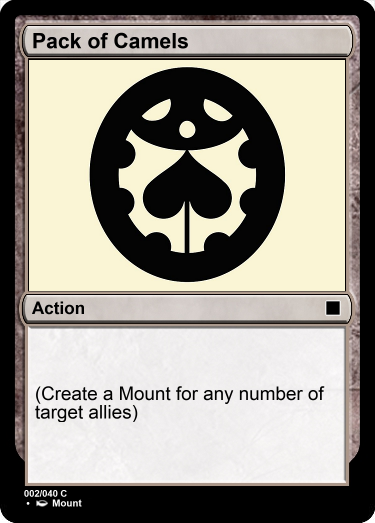 Pack of Camels
Action
(Create a Mount for any number of
target allies)
002/040 C
• Mount